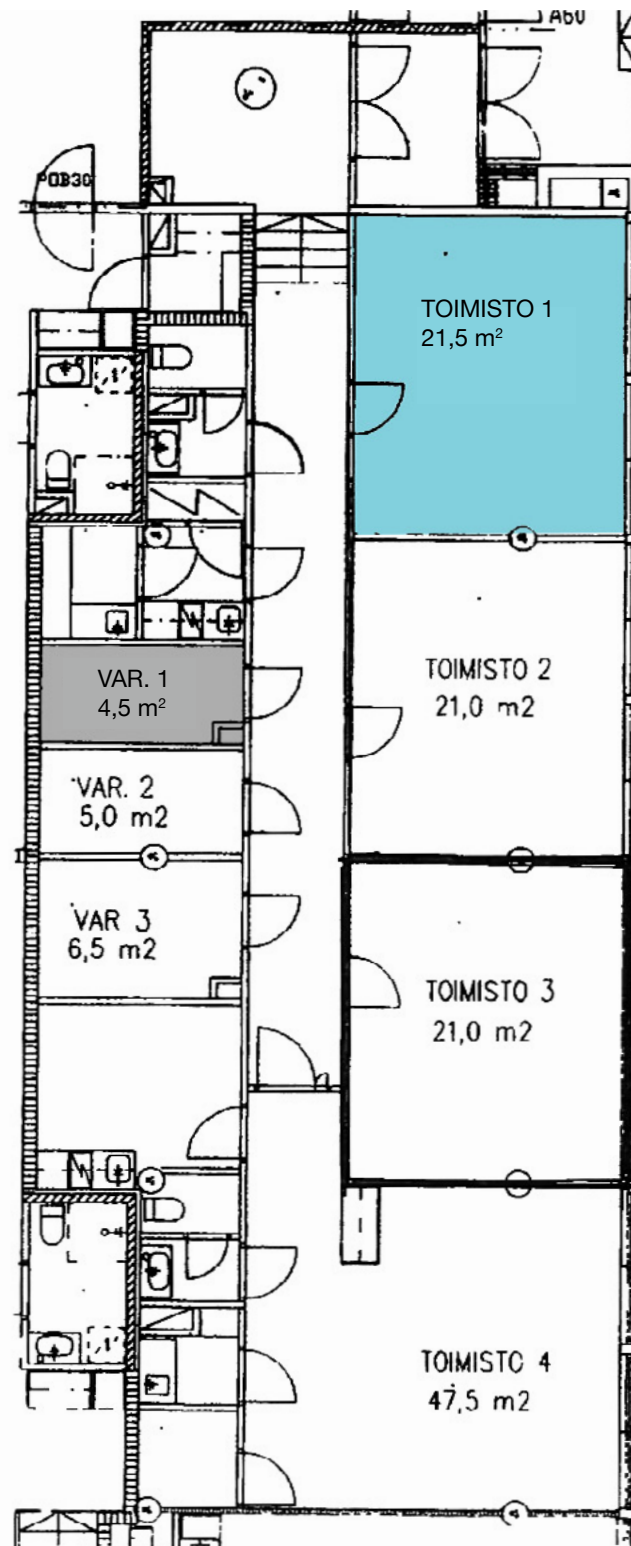 A60
OB30
TOIMISTO 1
21,5 m²
TOIMISTO 2
21,0 m2
VAR. 1
4,5 m²
VAR. 2
5,0 m2
VAR 3
6,5 m2
TOIMISTO 3
21,0 m2
TOIMISTO 4
47,5 m2